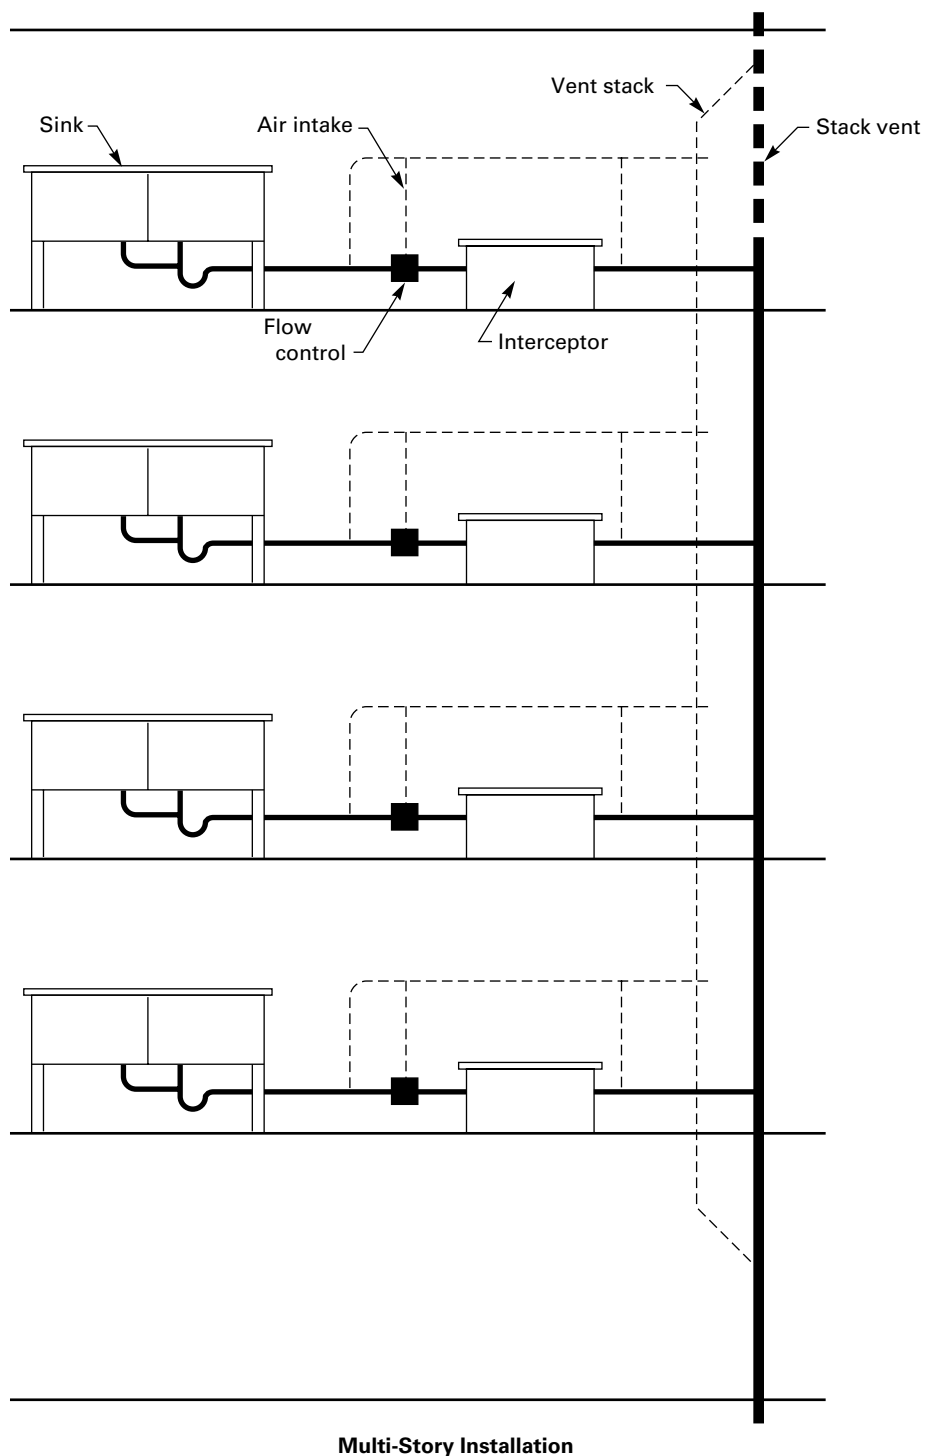 Vent stack
Sink
Air intake
Stack vent
Flow
control
Interceptor
Multi-Story Installation